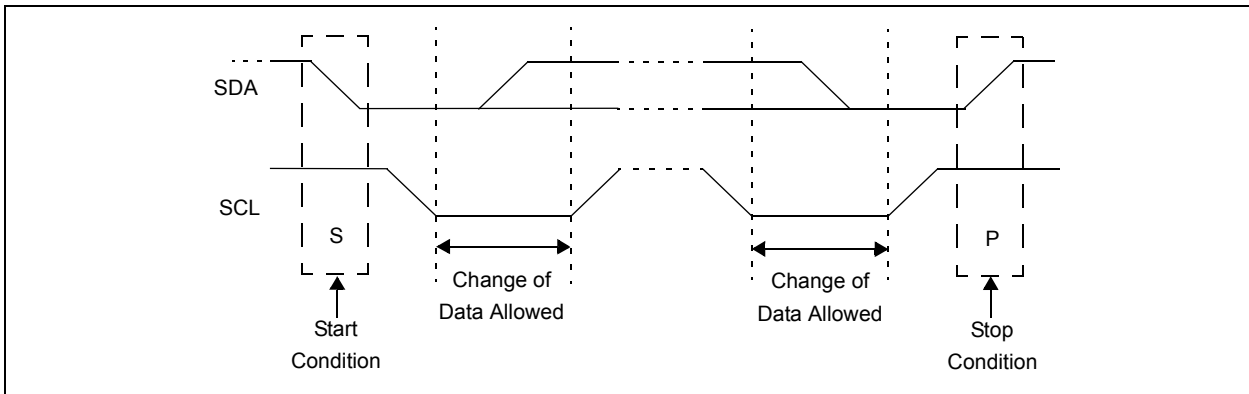 SDA
SCL
S
P
Change of
Data Allowed
Change of
Data Allowed
Start
Condition
Stop
Condition